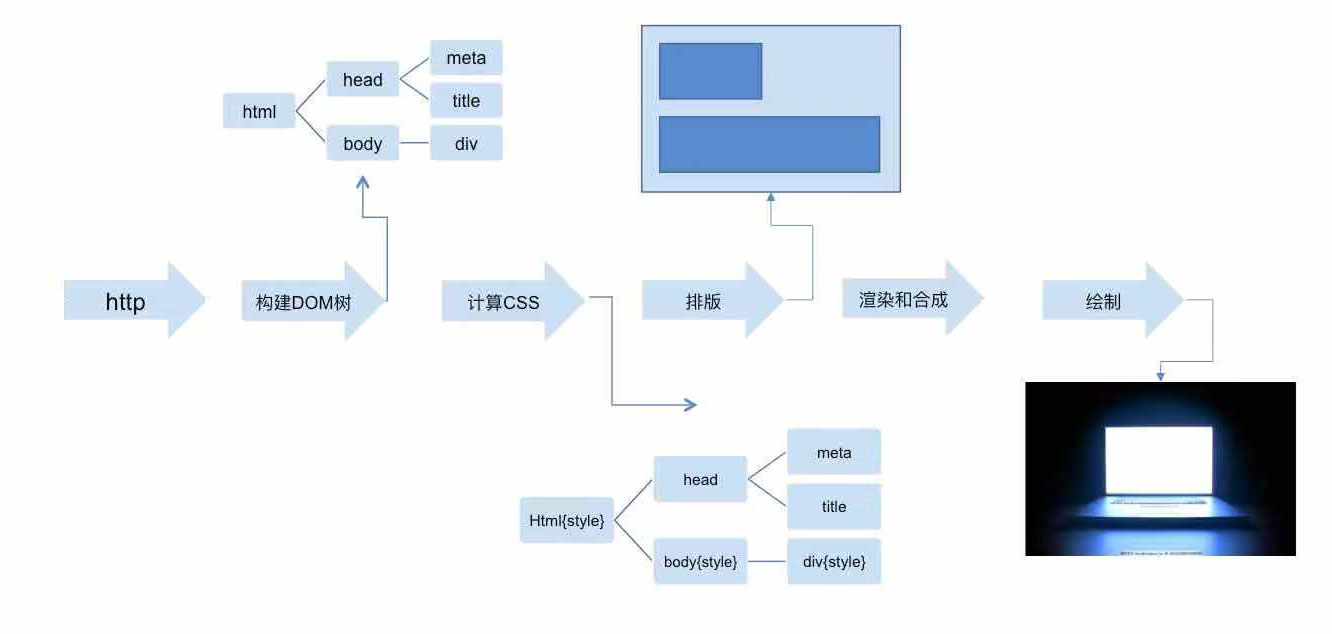 meta
head
title
html
body
div
http
构建DOM树
计算CSS
排版
渲染和合成
绘制
meta
head
title
Html{style}
body{style}
div{style}